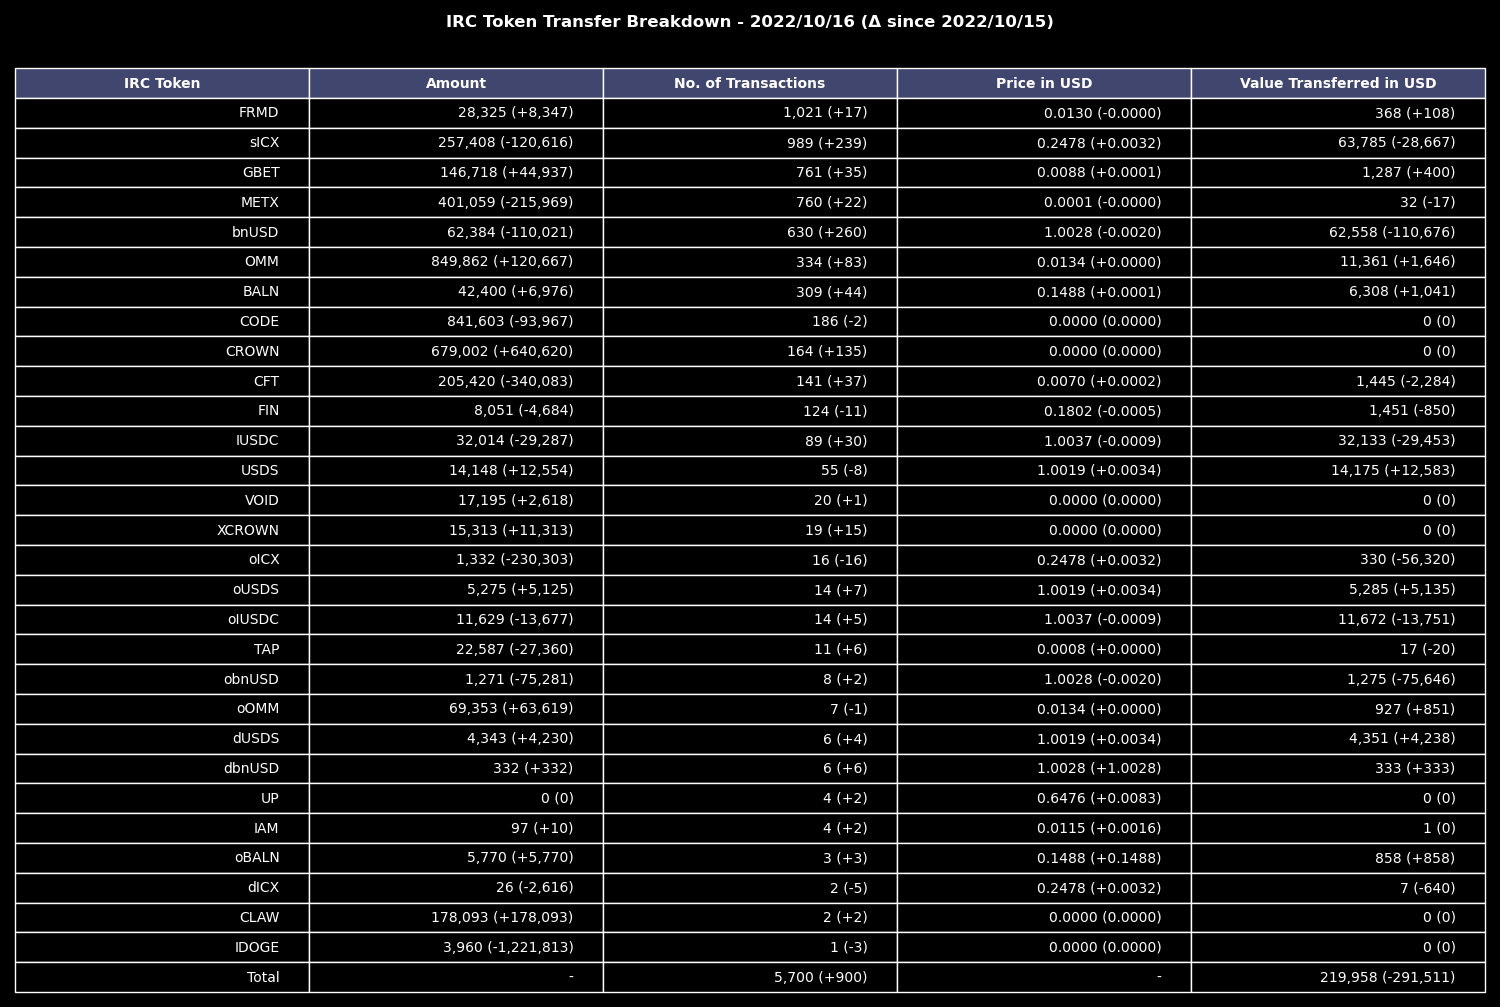 IRC Token Transfer Breakdown - 2022/10/16 (Δ since 2022/10/15)
IRC Token Amount No. of Transactions Price in USD Value Transferred in USD
FRMD 28,325 (+8,347) 1,021 (+17) 0.0130 (-0.0000) 368 (+108)
sICX 257,408 (-120,616) 989 (+239) 0.2478 (+0.0032) 63,785 (-28,667)
GBET 146,718 (+44,937) 761 (+35) 0.0088 (+0.0001) 1,287 (+400)
METX 401,059 (-215,969) 760 (+22) 0.0001 (-0.0000) 32 (-17)
bnUSD 62,384 (-110,021) 630 (+260) 1.0028 (-0.0020) 62,558 (-110,676)
OMM 849,862 (+120,667) 334 (+83) 0.0134 (+0.0000) 11,361 (+1,646)
BALN 42,400 (+6,976) 309 (+44) 0.1488 (+0.0001) 6,308 (+1,041)
CODE 841,603 (-93,967) 186 (-2) 0.0000 (0.0000) 0 (0)
CROWN 679,002 (+640,620) 164 (+135) 0.0000 (0.0000) 0 (0)
CFT 205,420 (-340,083) 141 (+37) 0.0070 (+0.0002) 1,445 (-2,284)
FIN 8,051 (-4,684) 124 (-11) 0.1802 (-0.0005) 1,451 (-850)
IUSDC 32,014 (-29,287) 89 (+30) 1.0037 (-0.0009) 32,133 (-29,453)
USDS 14,148 (+12,554) 55 (-8) 1.0019 (+0.0034) 14,175 (+12,583)
VOID 17,195 (+2,618) 20 (+1) 0.0000 (0.0000) 0 (0)
XCROWN 15,313 (+11,313) 19 (+15) 0.0000 (0.0000) 0 (0)
oICX 1,332 (-230,303) 16 (-16) 0.2478 (+0.0032) 330 (-56,320)
oUSDS 5,275 (+5,125) 14 (+7) 1.0019 (+0.0034) 5,285 (+5,135)
oIUSDC 11,629 (-13,677) 14 (+5) 1.0037 (-0.0009) 11,672 (-13,751)
TAP 22,587 (-27,360) 11 (+6) 0.0008 (+0.0000) 17 (-20)
obnUSD 1,271 (-75,281) 8 (+2) 1.0028 (-0.0020) 1,275 (-75,646)
oOMM 69,353 (+63,619) 7 (-1) 0.0134 (+0.0000) 927 (+851)
dUSDS 4,343 (+4,230) 6 (+4) 1.0019 (+0.0034) 4,351 (+4,238)
dbnUSD 332 (+332) 6 (+6) 1.0028 (+1.0028) 333 (+333)
UP 0 (0) 4 (+2) 0.6476 (+0.0083) 0 (0)
IAM 97 (+10) 4 (+2) 0.0115 (+0.0016) 1 (0)
oBALN 5,770 (+5,770) 3 (+3) 0.1488 (+0.1488) 858 (+858)
dICX 26 (-2,616) 2 (-5) 0.2478 (+0.0032) 7 (-640)
CLAW 178,093 (+178,093) 2 (+2) 0.0000 (0.0000) 0 (0)
IDOGE 3,960 (-1,221,813) 1 (-3) 0.0000 (0.0000) 0 (0)
Total - 5,700 (+900) - 219,958 (-291,511)